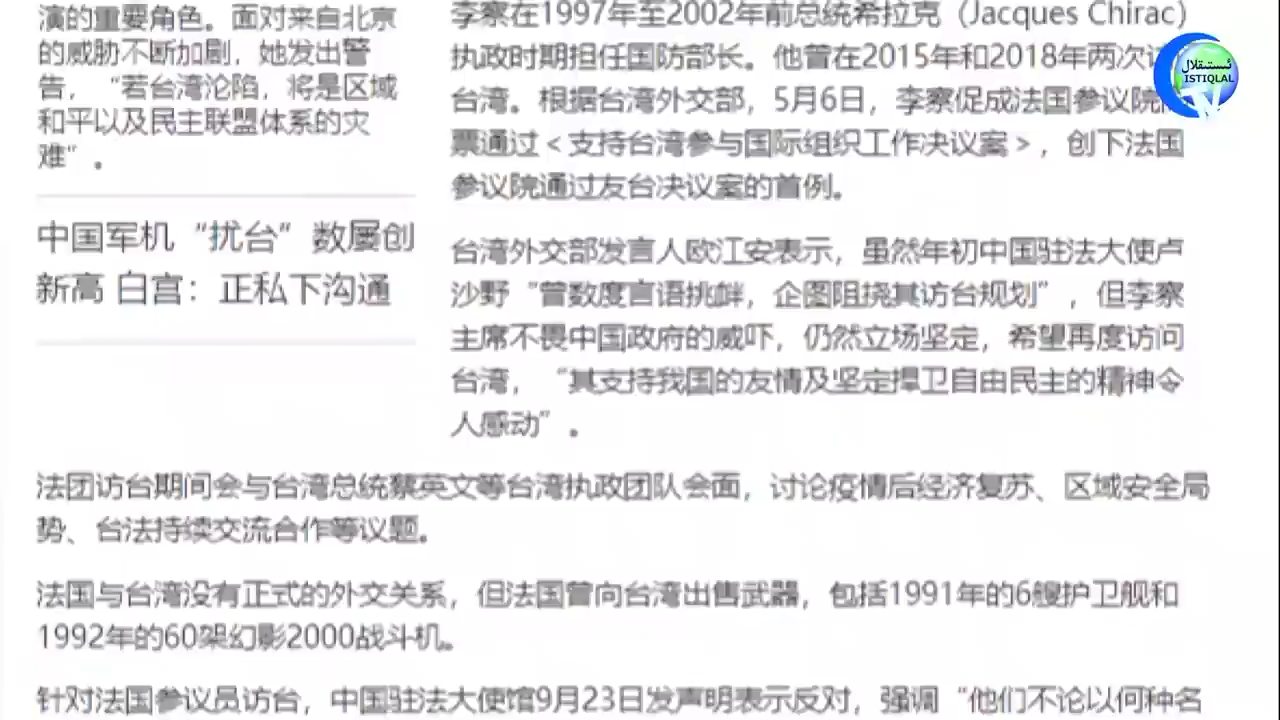 演的重要角色。面对来自北京
的威胁不断加剧，她发出警
告，“若台湾沦陷，将是区域
和平以及民主联盟体系的灾
难”。
中国军机“扰台”数屡创
新高 白宫：正私下沟通
李察在1997年至2002年前总统希拉克（Jacques Chirac）
执政时期担任国防部长。他曾在2015年和2018年两次
台湾。根据台湾外交部，5月6日，李察促成法国参议院
票通过＜支持台湾参与国际组织工作决议案＞，创下法国
参议院通过友台决议案的首例。
台湾外交部发言人欧江安表示，虽然年初中国驻法大使卢
沙野“曾数度言语挑衅，企图阻挠其访台规划”，但李察
主席不畏中国政府的威吓，仍然立场坚定，希望再度访问
台湾，“其支持我国的友情及坚定捍卫自由民主的精神令
人感动”。
法团访台期间会与台湾总统蔡英文等台湾执政团队会面，讨论疫情后经济复苏、区域安全局
势、台法持续交流合作等议题。
法国与台湾没有正式的外交关系，但法国曾向台湾出售武器，包括1991年的6艘护卫舰和
1992年的60架幻影2000战斗机。
针对法国参议员访台，中国驻法大使馆9月23日发声明表示反对，强调“他们不论以何种名
ئىستىقلال
ISTIQLAL